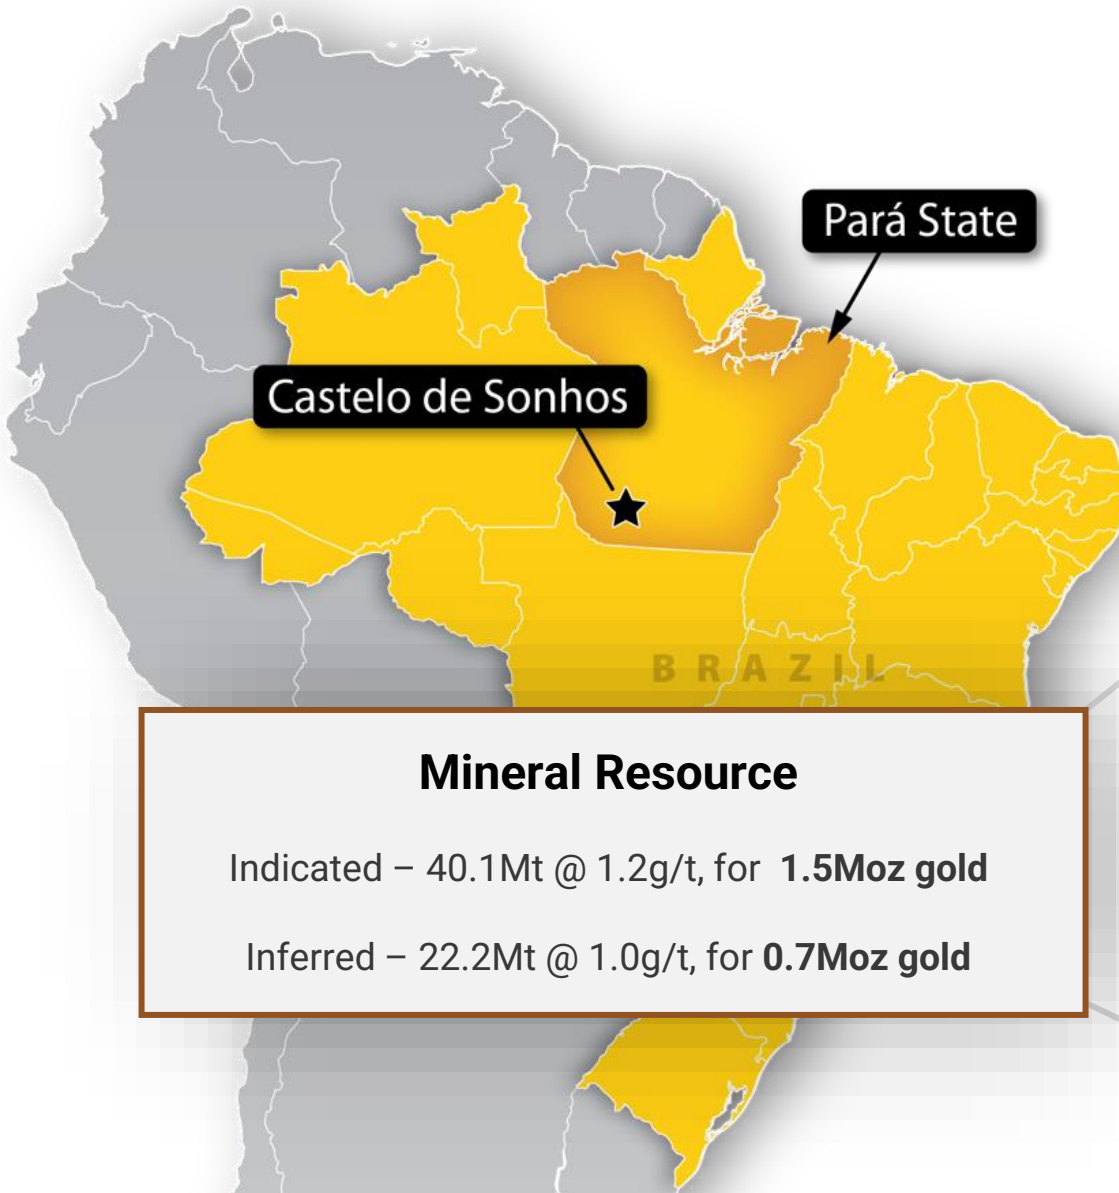 Pará State
Castelo de Sonhos
BRAZIL
Mineral Resource
Indicated – 40.1Mt @ 1.2g/t, for 1.5Moz gold
Inferred – 22.2Mt @ 1.0g/t, for 0.7Moz gold